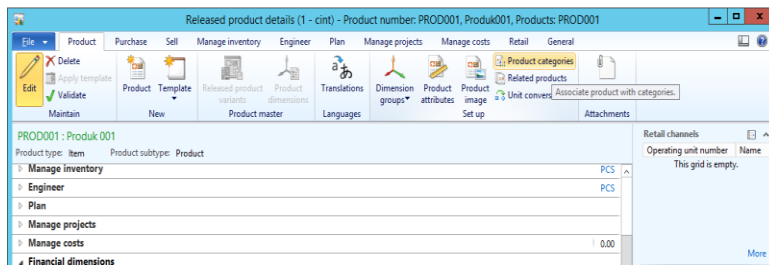 Released product details (1 - cint) - Product number: PROD001, Produk001, Products: PROD001
File Product Purchase Sell Manage inventory Engineer Plan Manage projects Manage costs Retail General
Edit
Delete
Apply template
Validate
Maintain
Product Template
New
Released product variants
Product dimensions
Product master
Translations
Languages
Dimension groups
Product attributes
Product image
Product categories
Related products
Unit convers
Set up
Associate product with categories.
Attachments
PROD001 : Produk 001
Product type: Item Product subtype: Product
Manage inventory PCS
Engineer PCS
Plan
Manage projects
Manage costs 0.00
Financial dimensions
Retail channels
Operating unit number Name
This grid is empty.
More